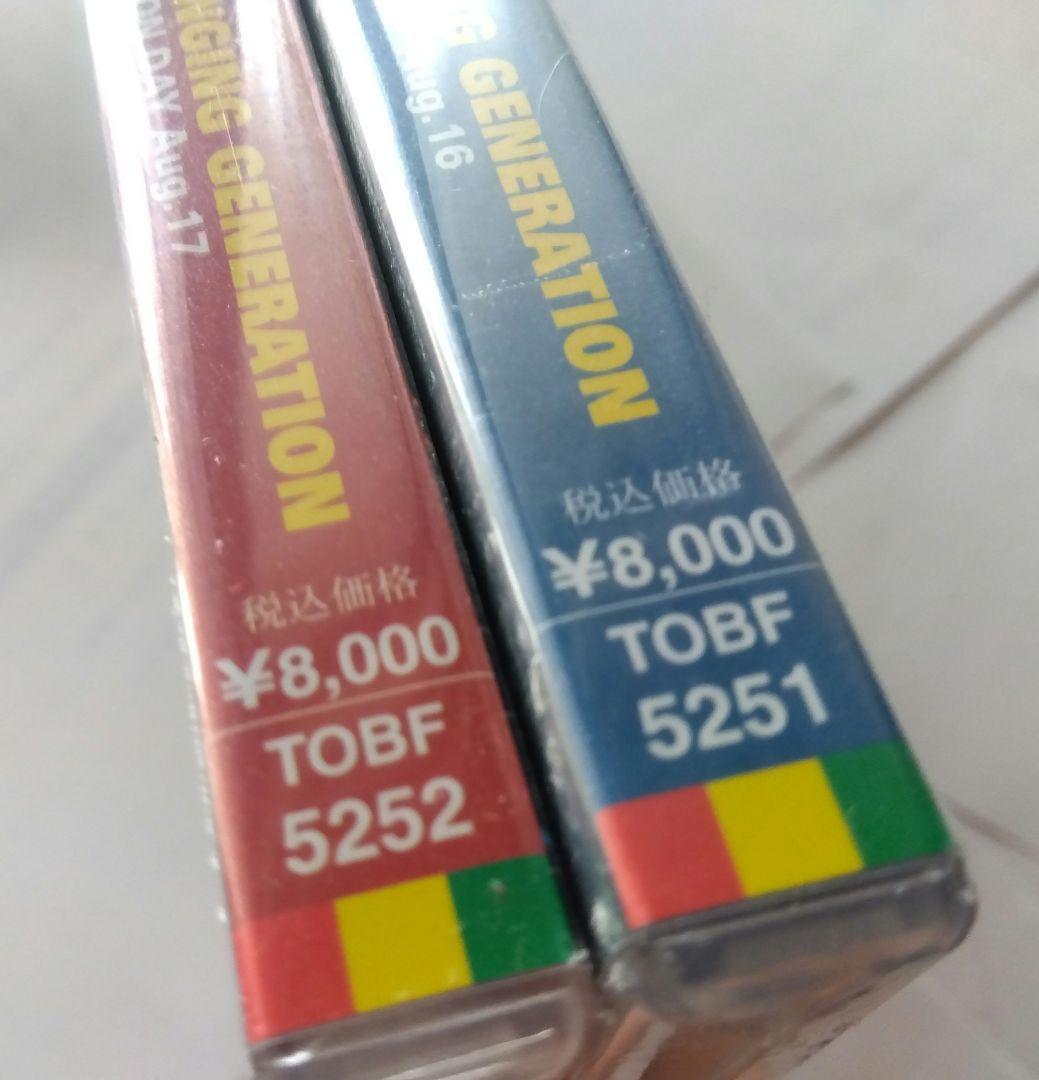 GENERATION
Aug. 17
税込価格
¥8,000
TOBF
5252
GENERATION
Aug. 16
税込価格
¥8,000
TOBF
5251